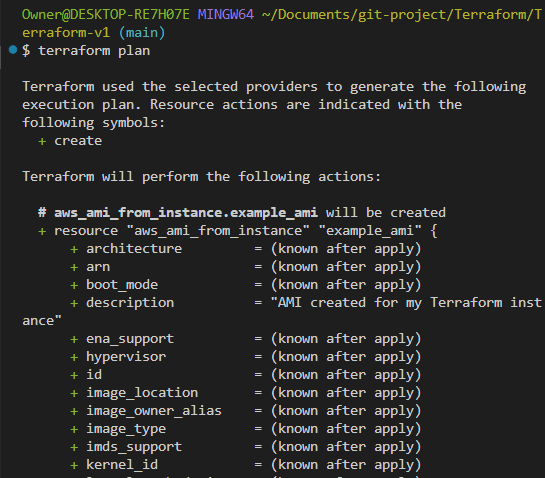 Owner@DESKTOP-RE7H07E MINGW64 ~/Documents/git-project/Terraform/T
erraform-v1 (main)
$ terraform plan
Terraform used the selected providers to generate the following
execution plan. Resource actions are indicated with the
following symbols:
+ create
Terraform will perform the following actions:
# aws_ami_from_instance.example_ami will be created
+ resource "aws_ami_from_instance" "example_ami" {
+ architecture = (known after apply)
+ arn = (known after apply)
+ boot_mode = (known after apply)
+ description = "AMI created for my Terraform inst
ance"
+ ena_support = (known after apply)
+ hypervisor = (known after apply)
+ id = (known after apply)
+ image_location = (known after apply)
+ image_owner_alias = (known after apply)
+ image_type = (known after apply)
+ imds_support = (known after apply)
+ kernel_id = (known after apply)